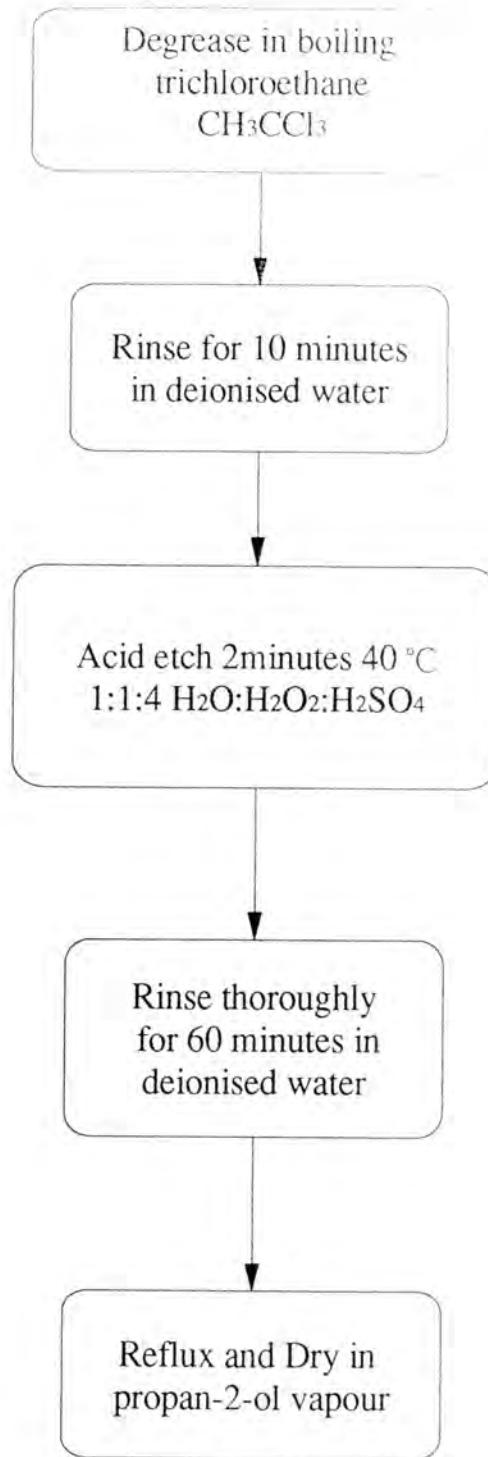 Degrease in boiling
trichloroethane
CH3CCl3
Rinse for 10 minutes
in deionised water
Acid etch 2minutes 40 °C
1:1:4 H2O:H2O2:H2SO4
Rinse thoroughly
for 60 minutes in
deionised water
Reflux and Dry in
propan-2-ol vapour